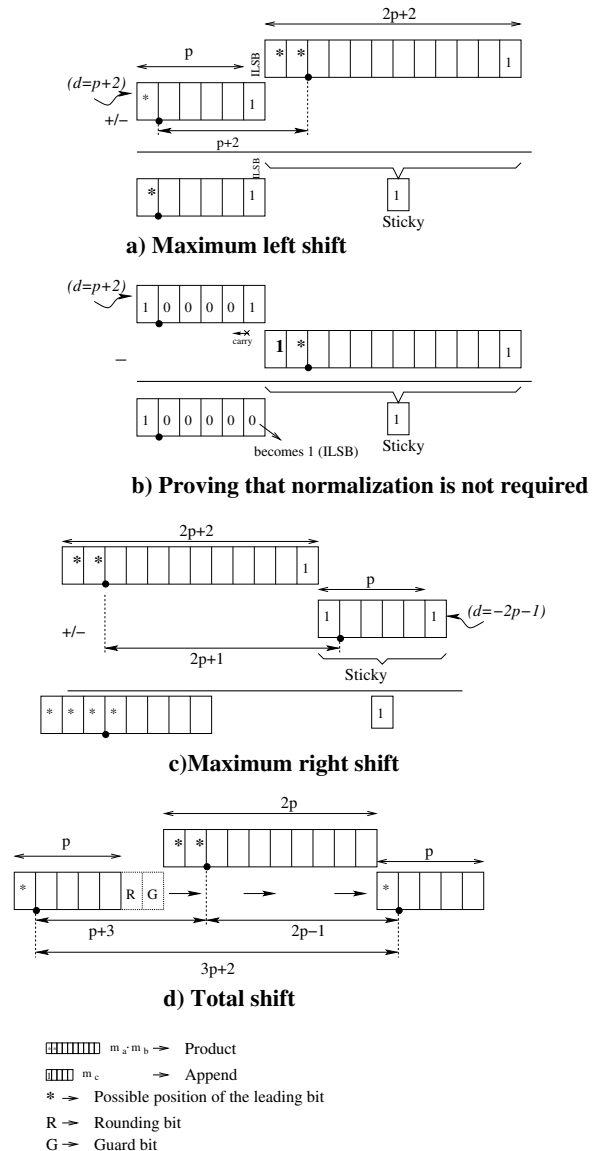 2p+2
p
ILSB
* *
1
(d=p+2)
* 1
+/−
p+2
ILSB
* 1
1
Sticky
a) Maximum left shift
(d=p+2)
1 0 0 0 0 1
carry
1 * 1
−
1 0 0 0 0 0
1
becomes 1 (ILSB)
Sticky
b) Proving that normalization is not required
2p+2
* * 1
p
1 1
(d=−2p−1)
+/−
2p+1
Sticky
* * * *
1
c)Maximum right shift
2p
* *
p
p
* R G
*
p+3
2p−1
3p+2
d) Total shift
** m a · m b Product
1 m c Append
* Possible position of the leading bit
R Rounding bit
G Guard bit